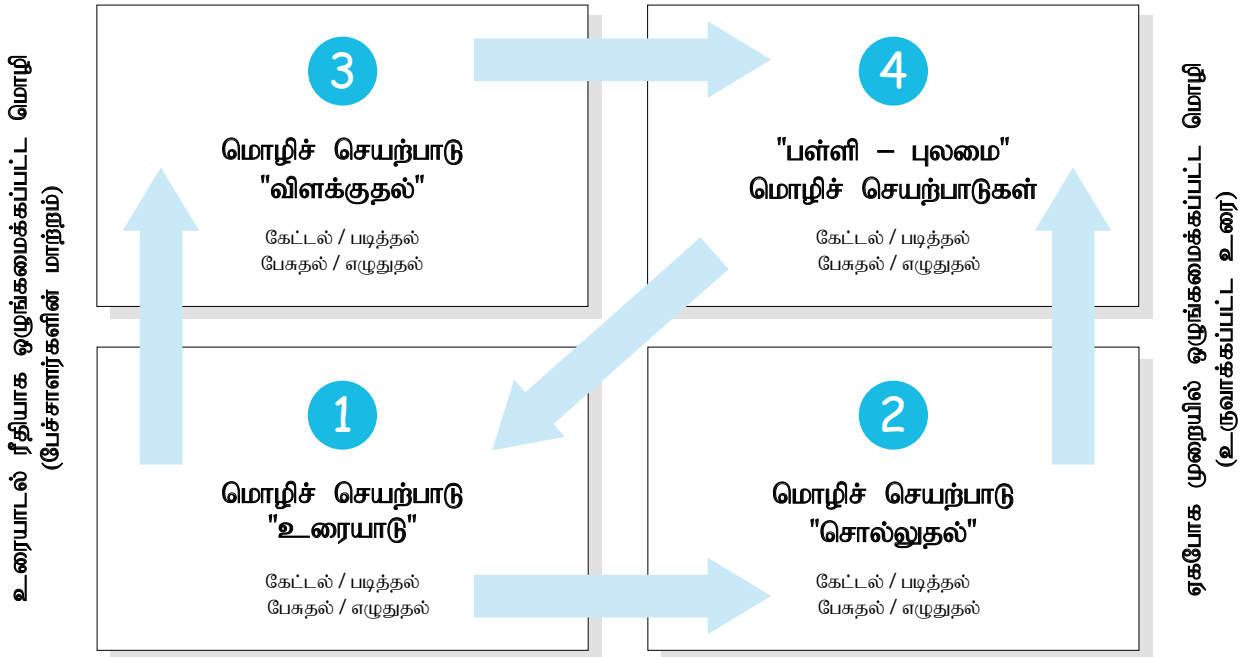 உரையாடல் ரீதியாக ஒழுங்கமைக்கப்பட்ட மொழி
(பேச்சாளர்களின் மாற்றம்)
3
மொழிச் செயற்பாடு
"விளக்குதல்"
கேட்டல் / படித்தல்
பேசுதல் / எழுதுதல்
4
"பள்ளி – புலமை"
மொழிச் செயற்பாடுகள்
கேட்டல் / படித்தல்
பேசுதல் / எழுதுதல்
1
மொழிச் செயற்பாடு
"உரையாடு"
கேட்டல் / படித்தல்
பேசுதல் / எழுதுதல்
2
மொழிச் செயற்பாடு
"சொல்லுதல்"
கேட்டல் / படித்தல்
பேசுதல் / எழுதுதல்
ஏகபோக முறையில் ஒழுங்கமைக்கப்பட்ட மொழி
(உருவாக்கப்பட்ட உரை)